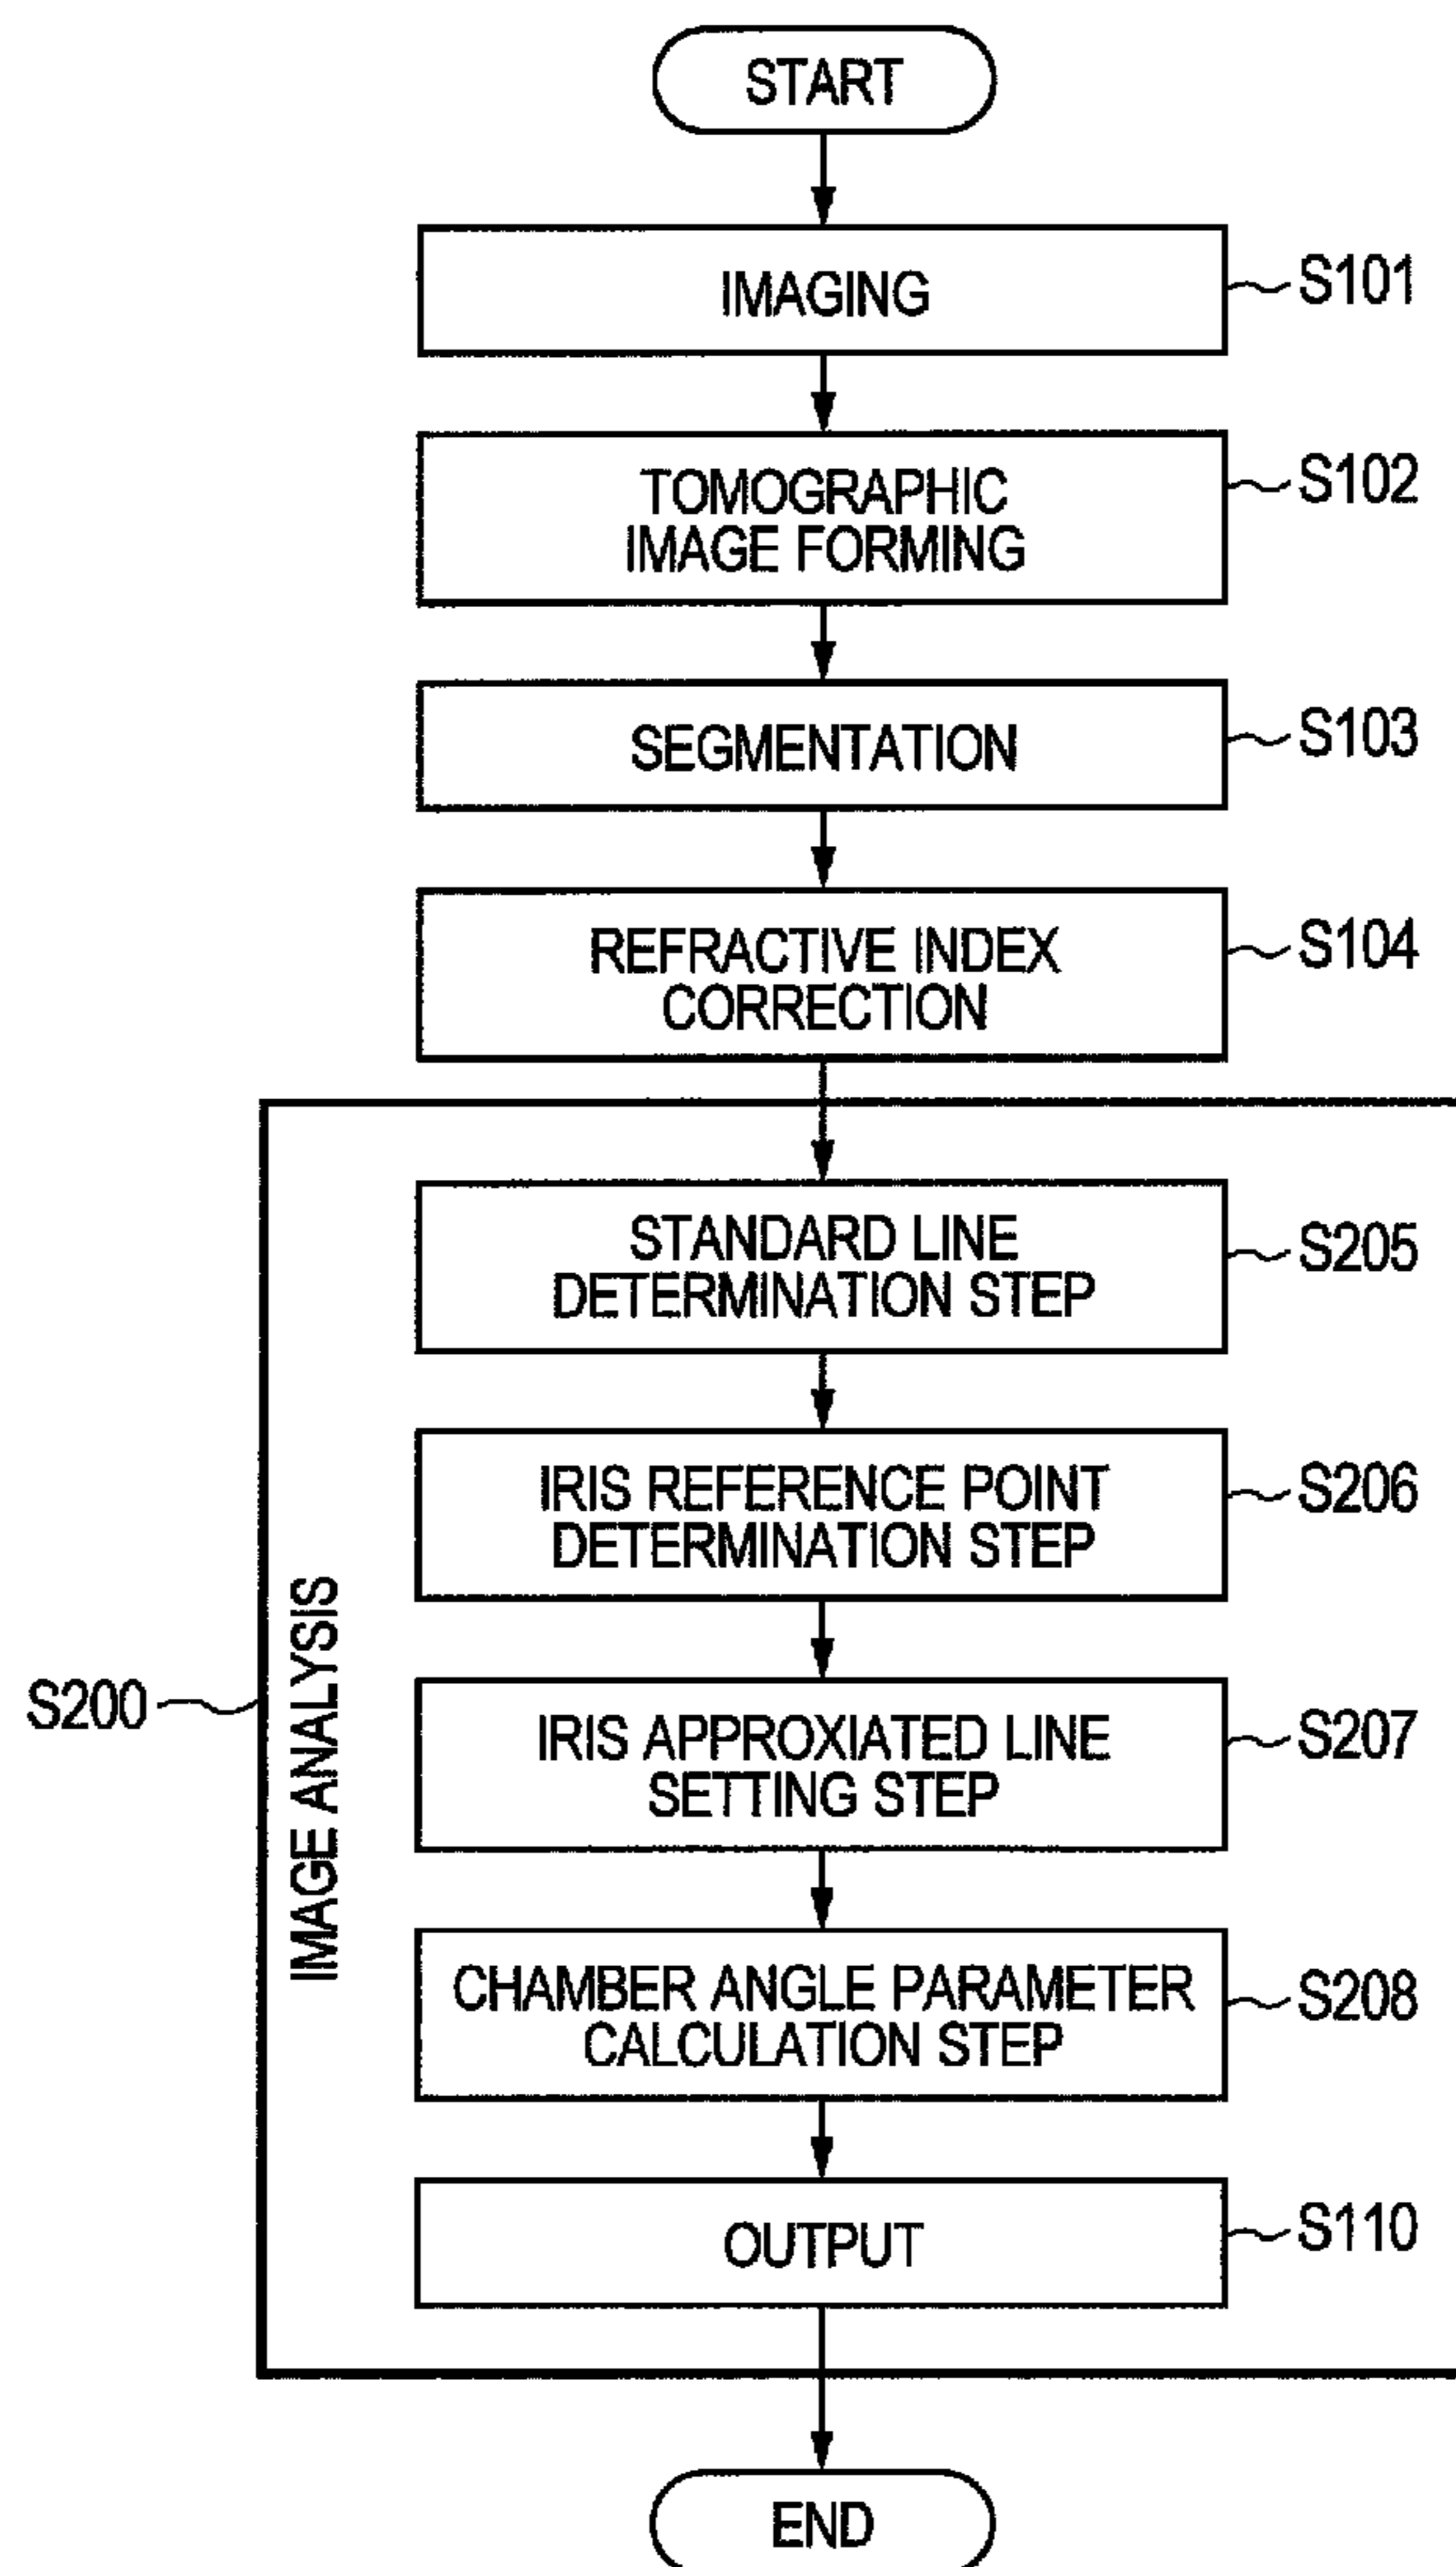 START
IMAGING
S101
TOMOGRAPHIC
IMAGE FORMING
S102
SEGMENTATION
S103
REFRACTIVE INDEX
CORRECTION
S104
STANDARD LINE
DETERMINATION STEP
S205
IRIS REFERENCE POINT
DETERMINATION STEP
S206
S200
IMAGE ANALYSIS
IRIS APPROXIATED LINE
SETTING STEP
S207
CHAMBER ANGLE PARAMETER
CALCULATION STEP
S208
OUTPUT
S110
END